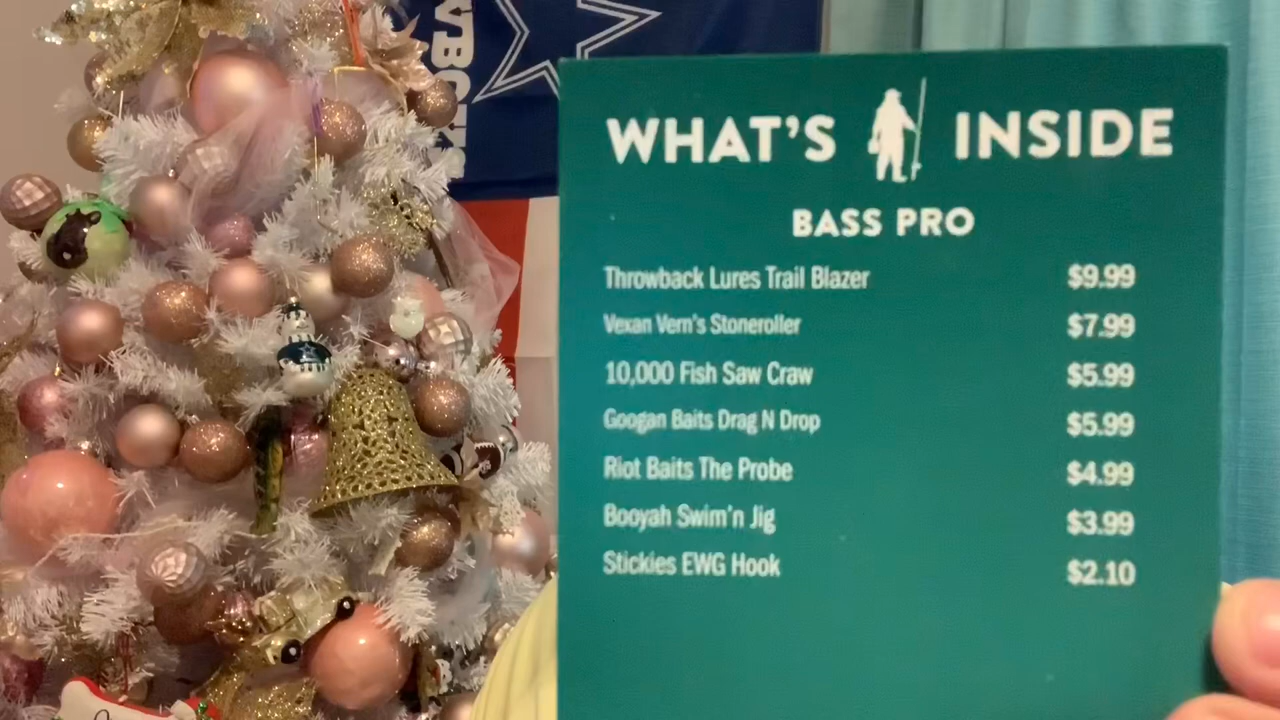 WHAT'S INSIDE
BASS PRO
Throwback Lures Trail Blazer $9.99
Vexan Vern's Stoneroller $7.99
10,000 Fish Saw Craw $5.99
Googan Baits Drag N Drop $5.99
Riot Baits The Probe $4.99
Booyah Swim'n Jig $3.99
Stickies EWG Hook $2.10